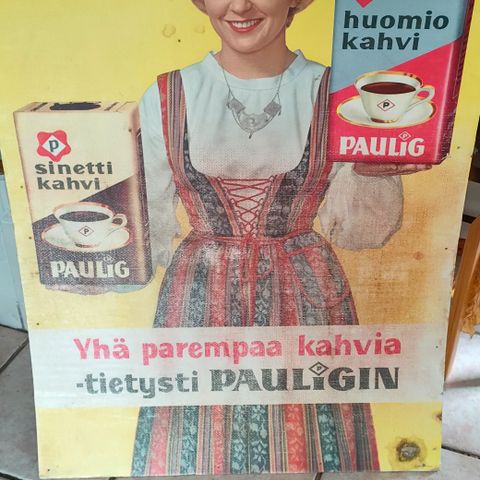 huomio
kahvi
P
PAULIG
P
sinetti
kahvi
P
PAULIG
Yhä parempaa kahvia
-tietysti PAULIGIN